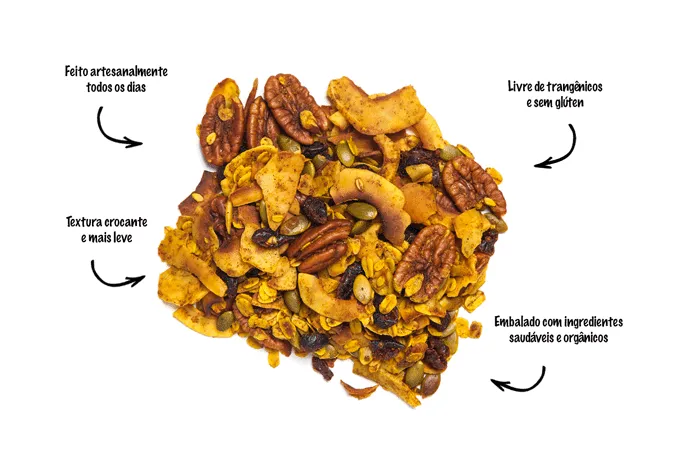 Feito artesanalmente
todos os dias
Livre de trangênicos
e sem glúten
Textura crocante
e mais leve
Embalado com ingredientes
saudáveis e orgânicos